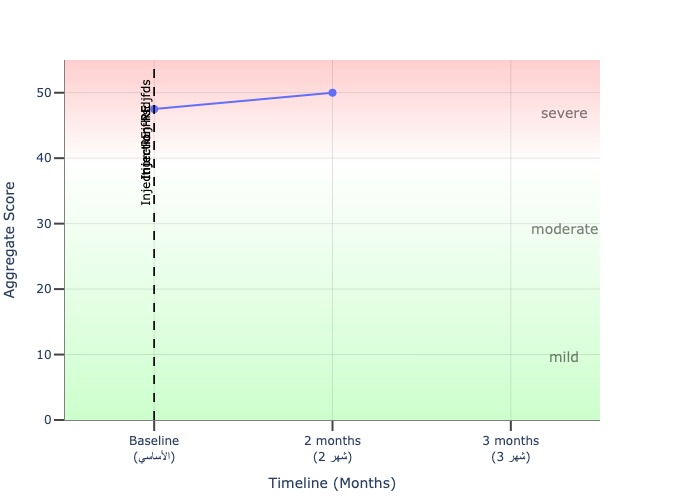 50
severe
40
30
moderate
20
10
mild
0
Aggregate Score
Baseline
(الأساسي)
2 months
(2 شهر)
3 months
(3 شهر)
Timeline (Months)